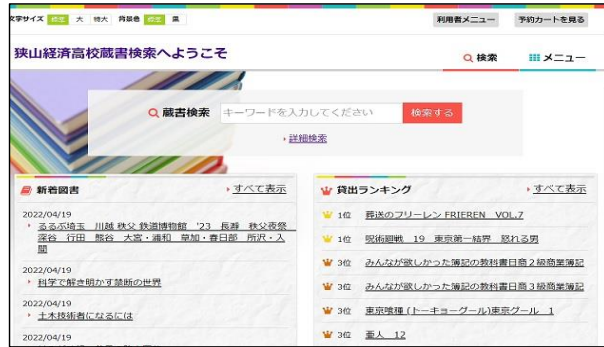 文字サイズ 標準 大 特大 背景色 標準 黒
利用者メニュー 予約カートを見る
狭山経済高校蔵書検索へようこそ
検索 メニュー
蔵書検索 キーワードを入力してください 検索する
詳細検索
新着図書 すべて表示
2022/04/19
るるぶ埼玉 川越 秩父 鉄道博物館 '23 長瀞 秩父夜祭
深谷 行田 熊谷 大宮・浦和 草加・春日部 所沢・入
間
2022/04/19
科学で解き明かす禁断の世界
2022/04/19
土木技術者になるには
2022/04/19
貸出ランキング すべて表示
1位 葬送のフリーレン FRIEREN VOL.7
1位 呪術廻戦 19 東京第一結界 怒れる男
3位 みんなが欲しかった簿記の教科書日商2級商業簿記
3位 みんなが欲しかった簿記の教科書日商3級商業簿記
3位 東京喰種(トーキョーグール)東京グール 1
3位 亜人 12